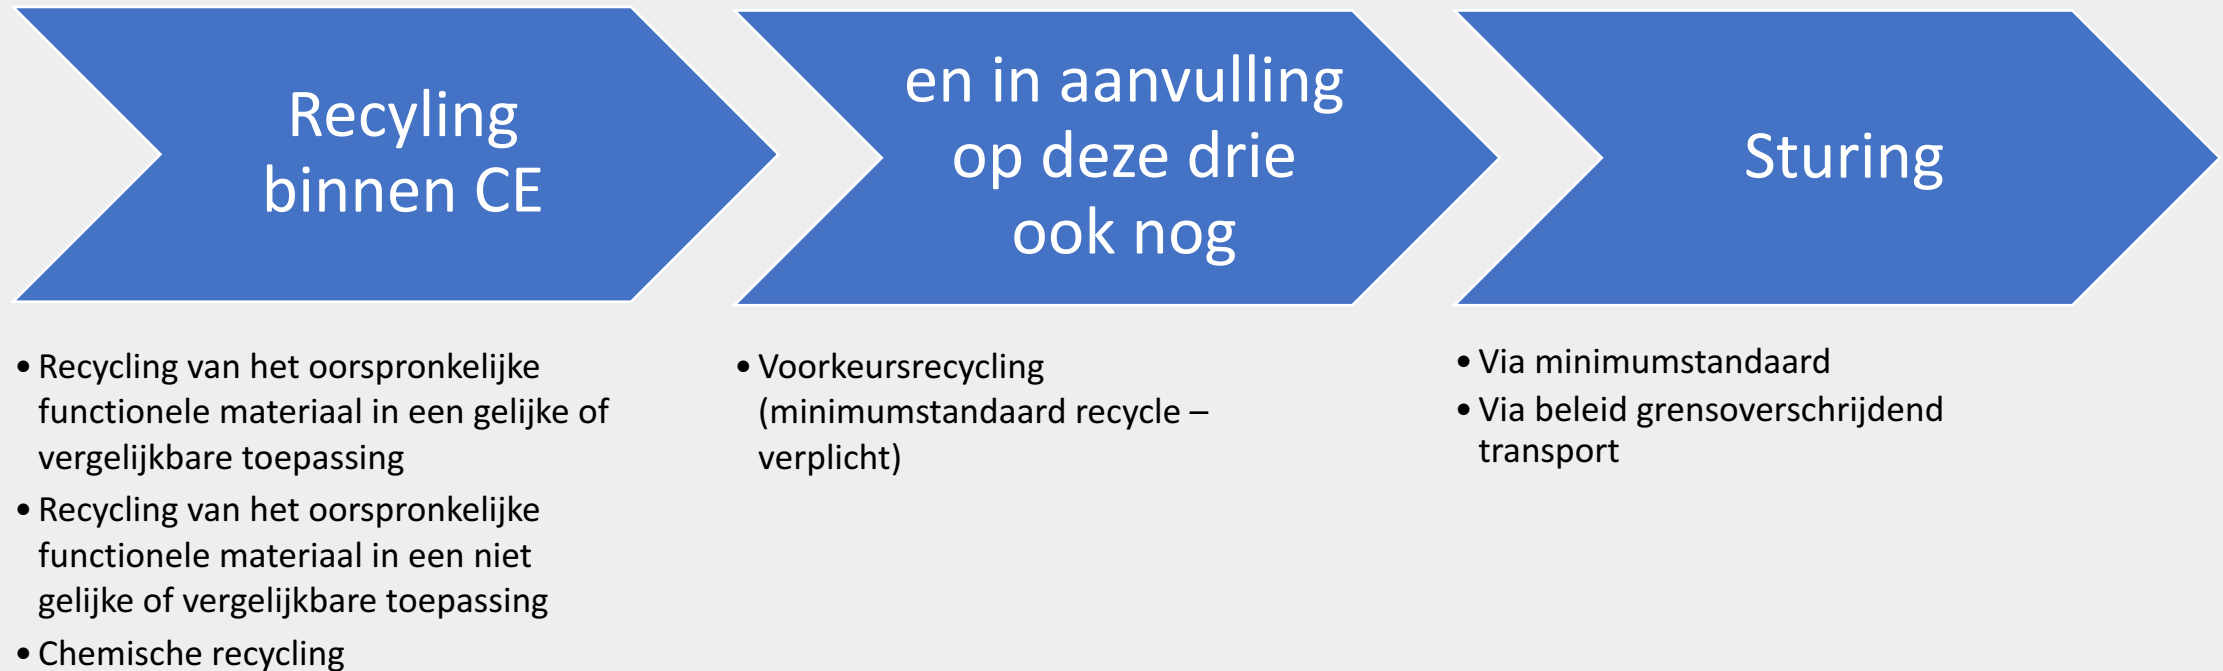 Recyling
binnen CE
• Recycling van het oorspronkelijke
functionele materiaal in een gelijke of
vergelijkbare toepassing
• Recycling van het oorspronkelijke
functionele materiaal in een niet
gelijke of vergelijkbare toepassing
• Chemische recycling
en in aanvulling
op deze drie
ook nog
• Voorkeursrecycling
(minimumstandaard recycle –
verplicht)
Sturing
• Via minimumstandaard
• Via beleid grensoverschrijdend
transport